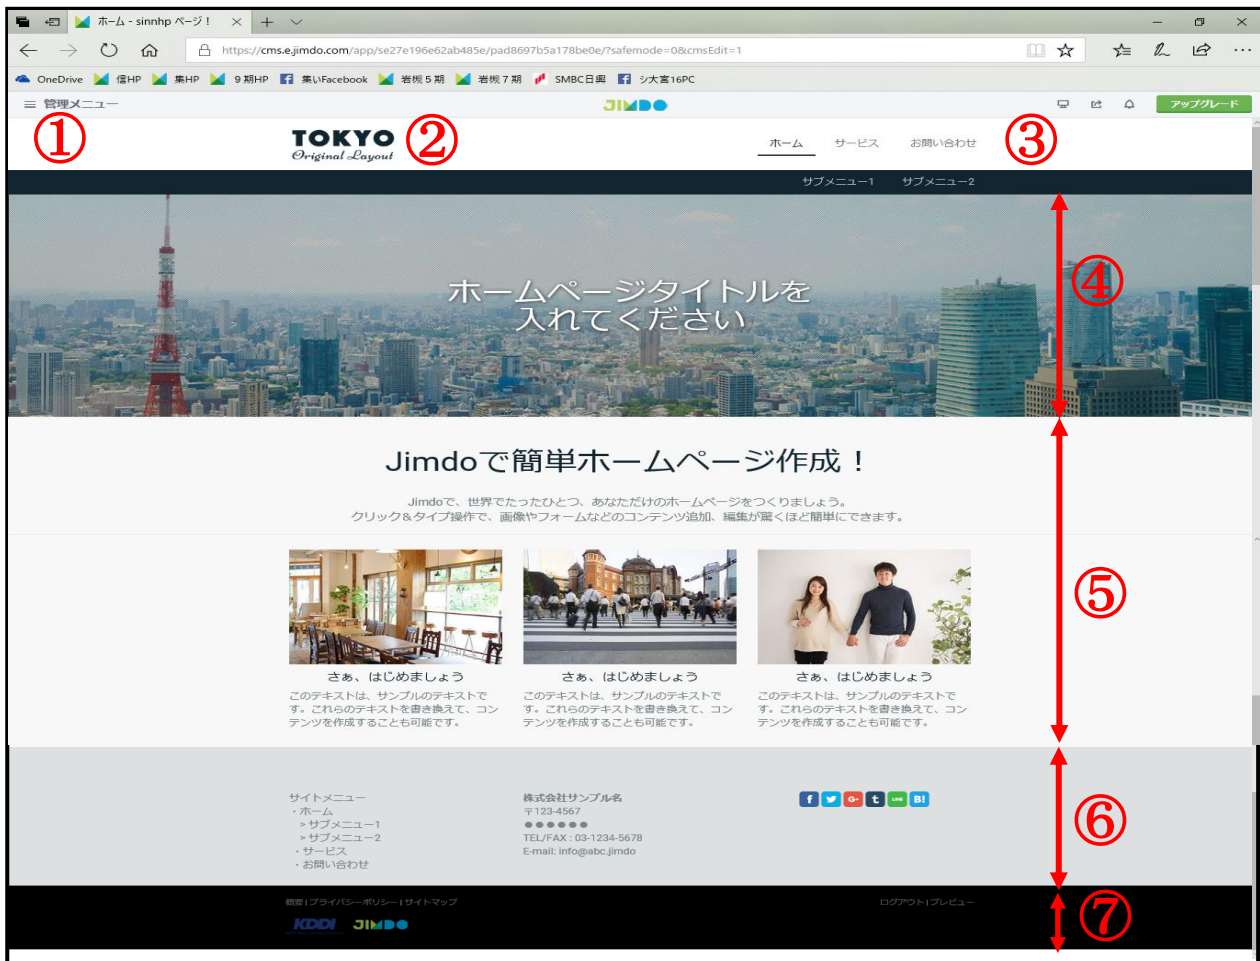 ホーム - sinnhp ページ！
https://cms.e.jimdo.com/app/se27e196e62ab485e/pad8697b5a178be0e/?safemode=0&cmsEdit=1
OneDrive 信HP 集HP 9期HP 集いFacebook 岩槻5期 岩槻7期 SMBC日興 シ大宮16PC
管理メニュー
JIMDO
アップグレード
① ② ③
TOKYO
Original Layout
ホーム サービス お問い合わせ
サブメニュー1 サブメニュー2
④
ホームページタイトルを
入れてください
Jimdoで簡単ホームページ作成！
Jimdoで、世界でたったひとつ、あなただけのホームページをつくりましょう。
クリック＆タイプ操作で、画像やフォームなどのコンテンツ追加、編集が驚くほど簡単にできます。
⑤
さぁ、はじめましょう
このテキストは、サンプルのテキストで
す。これらのテキストを書き換えて、コン
テンツを作成することも可能です。
さぁ、はじめましょう
このテキストは、サンプルのテキストで
す。これらのテキストを書き換えて、コン
テンツを作成することも可能です。
さぁ、はじめましょう
このテキストは、サンプルのテキストで
す。これらのテキストを書き換えて、コン
テンツを作成することも可能です。
サイトメニュー
・ホーム
> サブメニュー1
> サブメニュー2
・サービス
・お問い合わせ
株式会社サンプル名
〒123-4567
●●●●●●
TEL/FAX : 03-1234-5678
E-mail: info@abc.jimdo
f G+ t LINE B!
⑥
概要 | プライバシーポリシー | サイトマップ
ログアウト | プレビュー
KDDI JIMDO
⑦